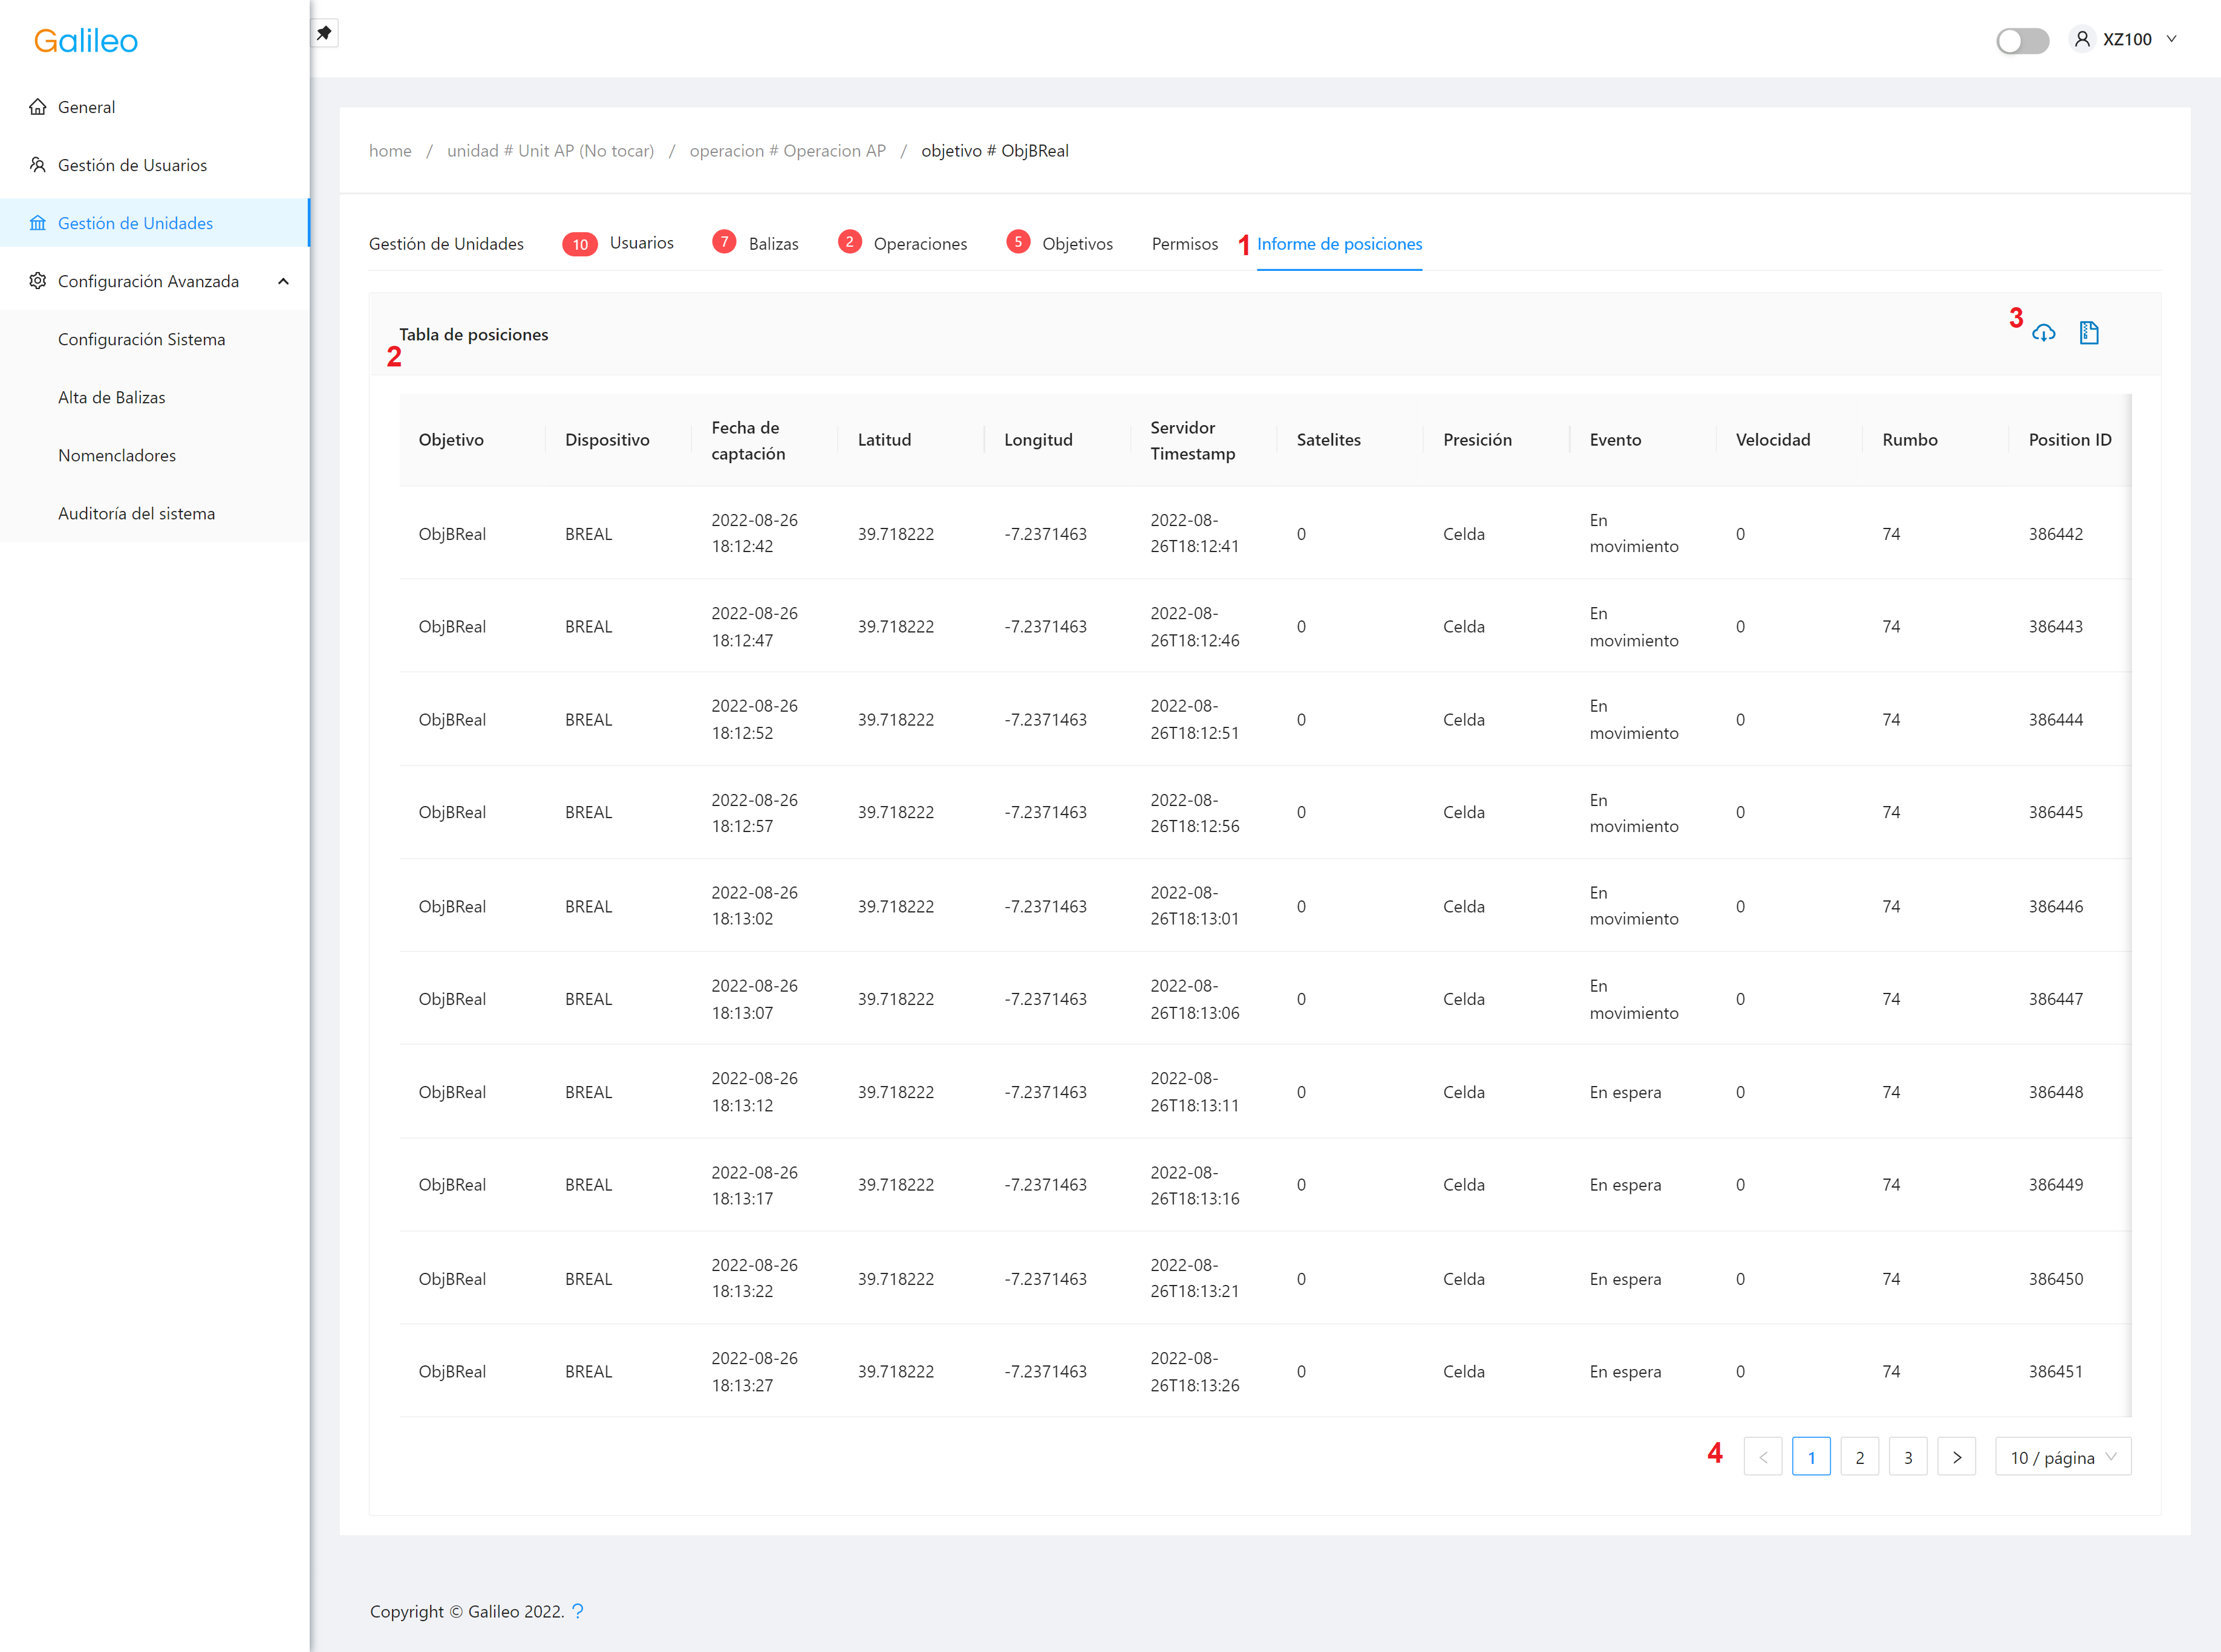 Galileo
XZ100
General
Gestión de Usuarios
Gestión de Unidades
Configuración Avanzada
Configuración Sistema
Alta de Balizas
Nomencladores
Auditoría del sistema
home / unidad # Unit AP (No tocar) / operacion # Operacion AP / objetivo # ObjBReal
Gestión de Unidades 10 Usuarios 7 Balizas 2 Operaciones 5 Objetivos Permisos 1 Informe de posiciones
Tabla de posiciones
2
3
Objetivo Dispositivo Fecha de captación Latitud Longitud Servidor Timestamp Satelites Presición Evento Velocidad Rumbo Position ID
ObjBReal BREAL 2022-08-26 18:12:42 39.718222 -7.2371463 2022-08-26T18:12:41 0 Celda En movimiento 0 74 386442
ObjBReal BREAL 2022-08-26 18:12:47 39.718222 -7.2371463 2022-08-26T18:12:46 0 Celda En movimiento 0 74 386443
ObjBReal BREAL 2022-08-26 18:12:52 39.718222 -7.2371463 2022-08-26T18:12:51 0 Celda En movimiento 0 74 386444
ObjBReal BREAL 2022-08-26 18:12:57 39.718222 -7.2371463 2022-08-26T18:12:56 0 Celda En movimiento 0 74 386445
ObjBReal BREAL 2022-08-26 18:13:02 39.718222 -7.2371463 2022-08-26T18:13:01 0 Celda En movimiento 0 74 386446
ObjBReal BREAL 2022-08-26 18:13:07 39.718222 -7.2371463 2022-08-26T18:13:06 0 Celda En movimiento 0 74 386447
ObjBReal BREAL 2022-08-26 18:13:12 39.718222 -7.2371463 2022-08-26T18:13:11 0 Celda En espera 0 74 386448
ObjBReal BREAL 2022-08-26 18:13:17 39.718222 -7.2371463 2022-08-26T18:13:16 0 Celda En espera 0 74 386449
ObjBReal BREAL 2022-08-26 18:13:22 39.718222 -7.2371463 2022-08-26T18:13:21 0 Celda En espera 0 74 386450
ObjBReal BREAL 2022-08-26 18:13:27 39.718222 -7.2371463 2022-08-26T18:13:26 0 Celda En espera 0 74 386451
4 < 1 2 3 > 10 / página
Copyright © Galileo 2022. ?